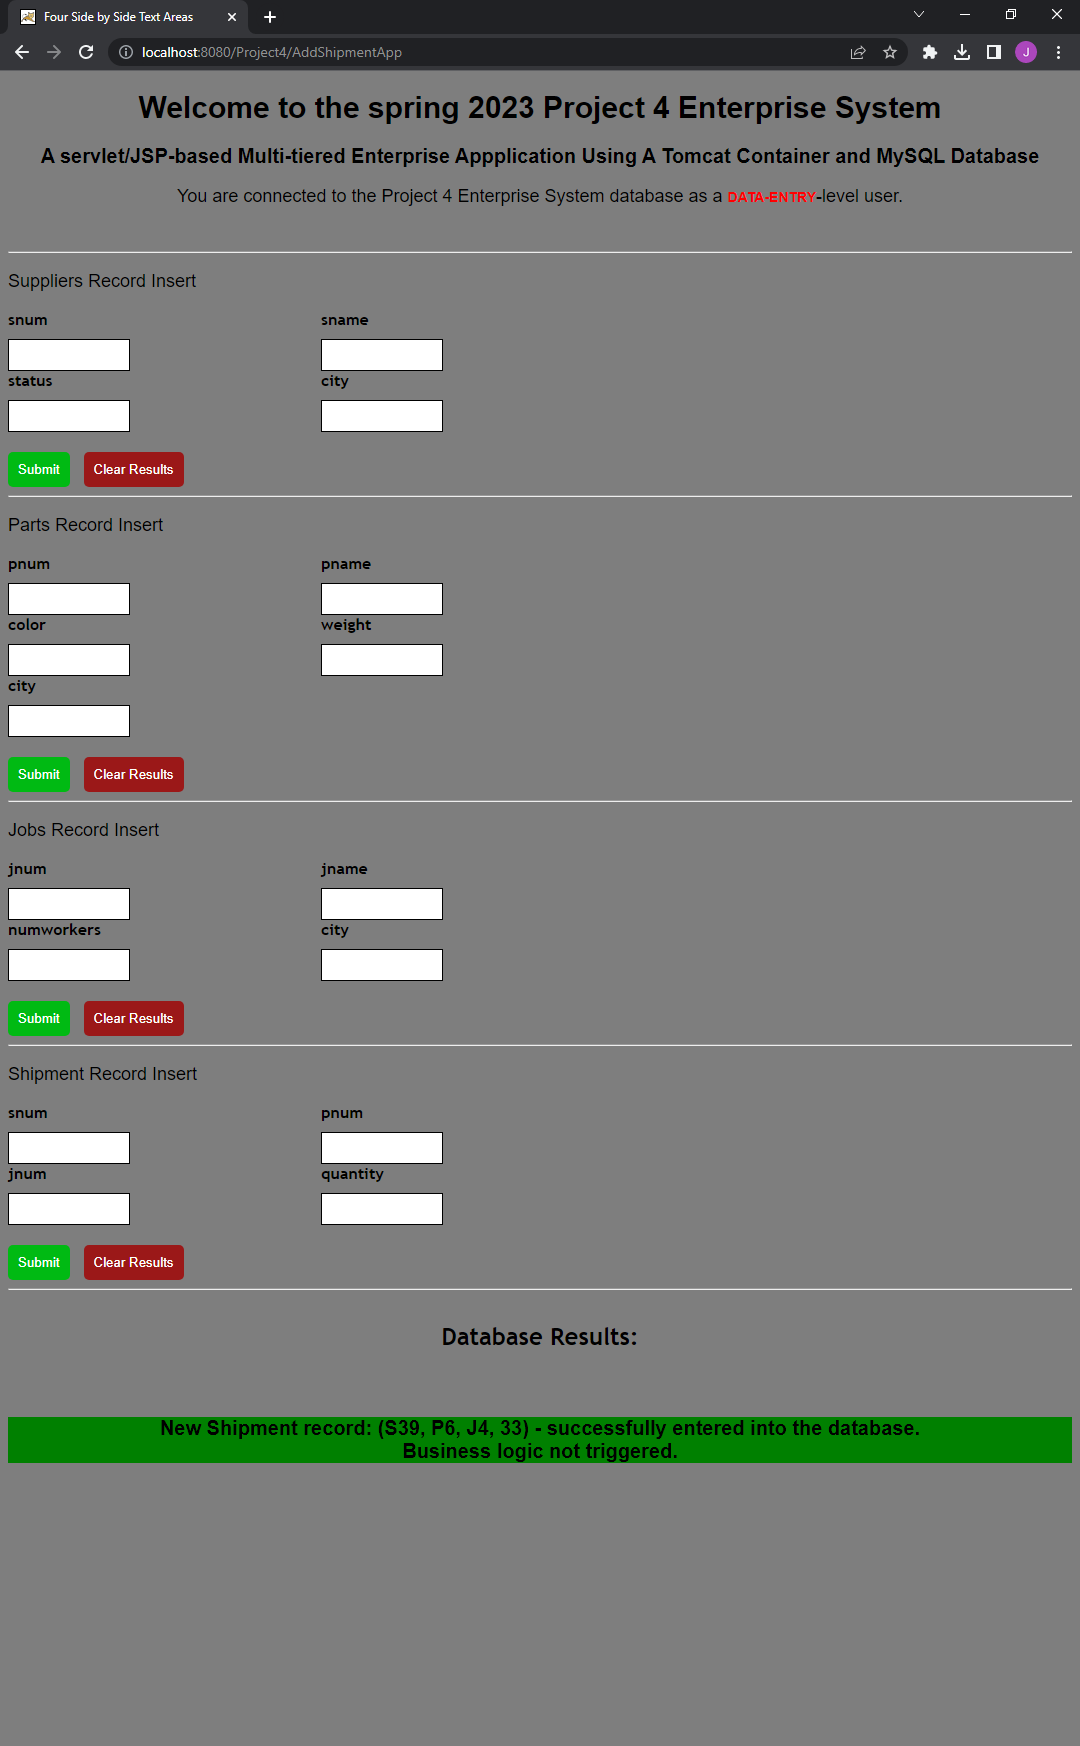 Four Side by Side Text Areas
localhost:8080/Project4/AddShipmentApp
J
Welcome to the spring 2023 Project 4 Enterprise System
A servlet/JSP-based Multi-tiered Enterprise Appplication Using A Tomcat Container and MySQL Database
You are connected to the Project 4 Enterprise System database as a DATA-ENTRY-level user.
Suppliers Record Insert
snum sname
status city
Submit Clear Results
Parts Record Insert
pnum pname
color weight
city
Submit Clear Results
Jobs Record Insert
jnum jname
numworkers city
Submit Clear Results
Shipment Record Insert
snum pnum
jnum quantity
Submit Clear Results
Database Results:
New Shipment record: (S39, P6, J4, 33) - successfully entered into the database.
Business logic not triggered.